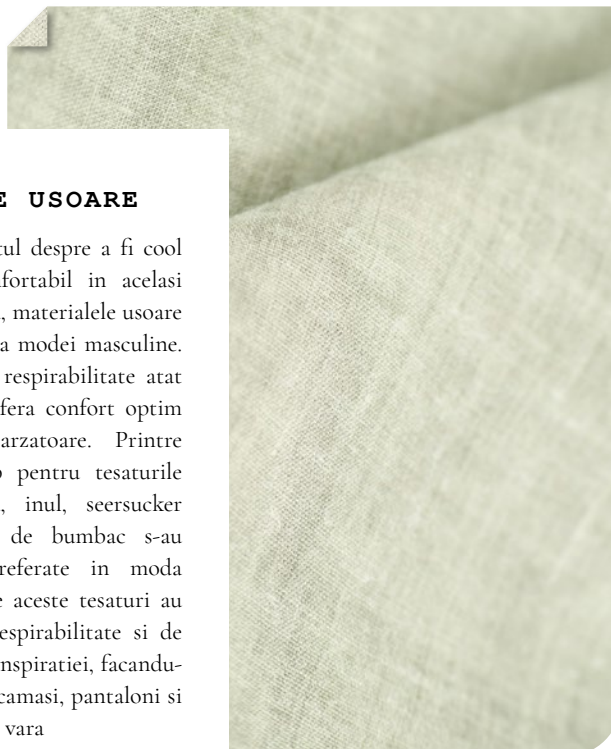 E USOARE
tul despre a fi cool
fortabil in acelasi
, materialele usoare
a modei masculine.
respirabilitate atat
fera confort optim
arzatoare. Printre
pentru tesaturile
, inul, seersucker
de bumbac s-au
referate in moda
e aceste tesaturi au
espirabilitate si de
nspiratiei, facandu-
camasi, pantaloni si
vara